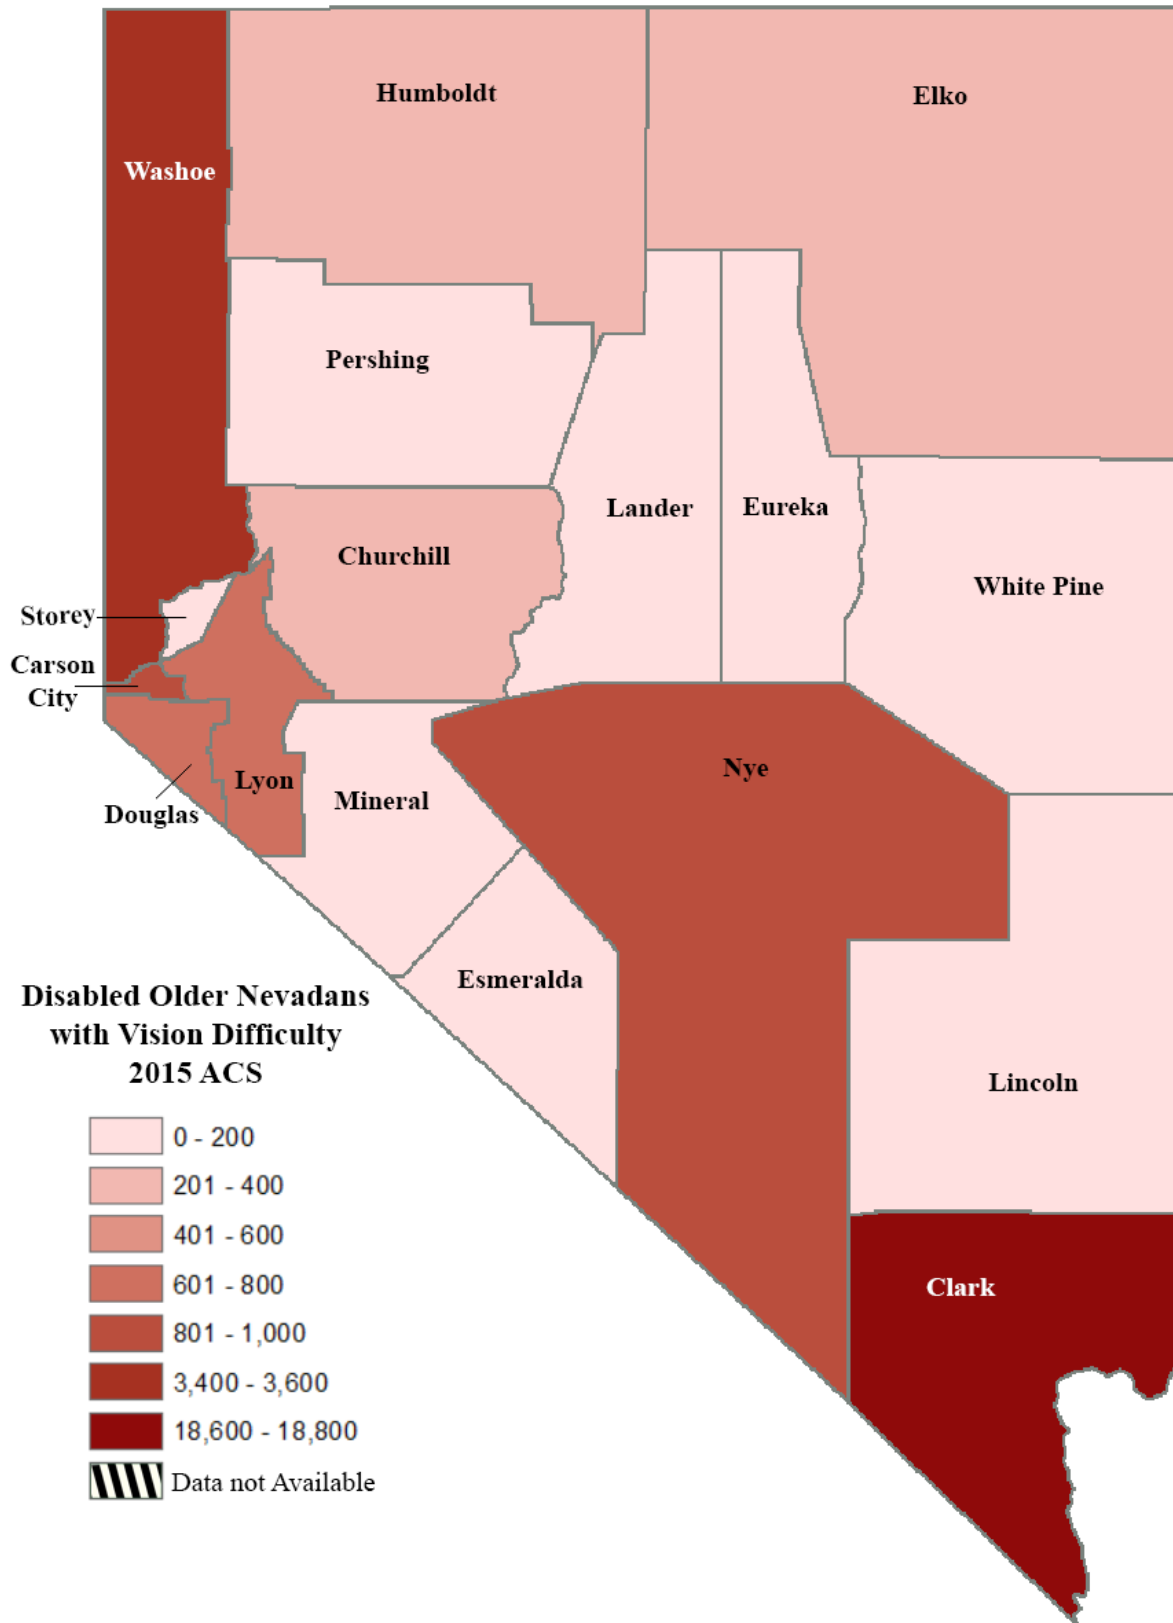 Humboldt
Elko
Washoe
Pershing
Lander
Eureka
Churchill
White Pine
Storey
Carson
City
Nye
Lyon
Mineral
Douglas
Esmeralda
Disabled Older Nevadans
with Vision Difficulty
2015 ACS
Lincoln
0 - 200
201 - 400
401 - 600
601 - 800
Clark
801 - 1,000
3,400 - 3,600
18,600 - 18,800
Data not Available